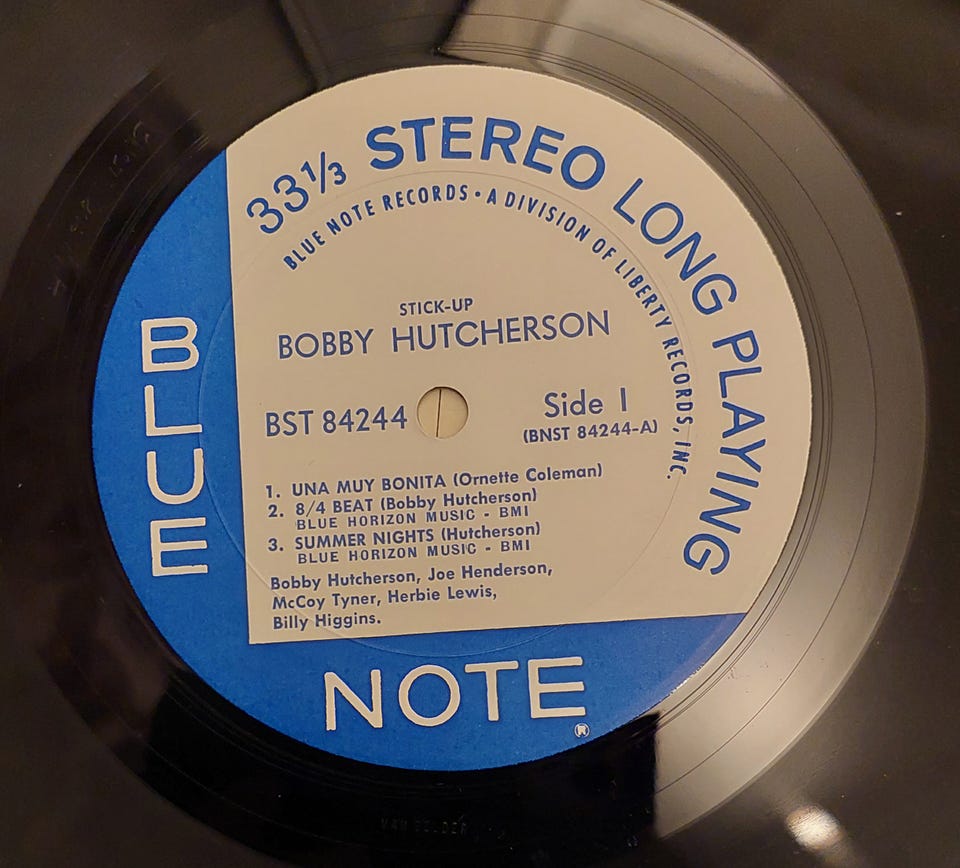 33⅓ STEREO LONG PLAYING
BLUE NOTE RECORDS • A DIVISION OF LIBERTY RECORDS, INC.
STICK-UP
BOBBY HUTCHERSON
BST 84244
Side 1
(BNST 84244-A)
1. UNA MUY BONITA (Ornette Coleman)
2. 8/4 BEAT (Bobby Hutcherson)
BLUE HORIZON MUSIC - BMI
3. SUMMER NIGHTS (Hutcherson)
BLUE HORIZON MUSIC - BMI
Bobby Hutcherson, Joe Henderson,
McCoy Tyner, Herbie Lewis,
Billy Higgins.
BLUE
NOTE
®
VAN GELDER